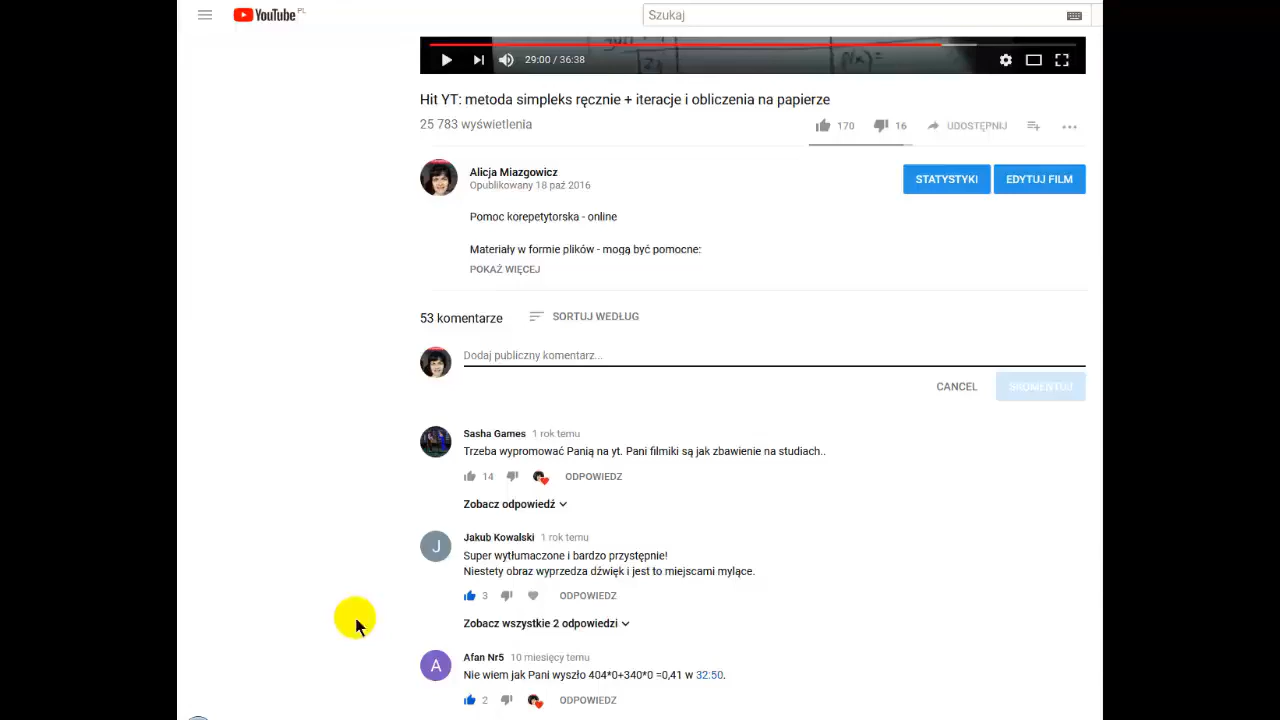 YouTube PL
Szukaj
29:00 / 36:38
Hit YT: metoda simpleks ręcznie + iteracje i obliczenia na papierze
25 783 wyświetlenia
170
16
UDOSTĘPNIJ
Alicja Miazgowicz
Opublikowany 18 paź 2016
STATYSTYKI
EDYTUJ FILM
Pomoc korepetytorska - online
Materiały w formie plików - mogą być pomocne:
POKAŻ WIĘCEJ
53 komentarze
SORTUJ WEDŁUG
Dodaj publiczny komentarz...
CANCEL
SKOMENTUJ
Sasha Games 1 rok temu
Trzeba wypromować Panią na yt. Pani filmiki są jak zbawienie na studiach..
14
ODPOWIEDZ
Zobacz odpowiedź
J
Jakub Kowalski 1 rok temu
Super wytłumaczone i bardzo przystępnie!
Niestety obraz wyprzedza dźwięk i jest to miejscami mylące.
3
ODPOWIEDZ
Zobacz wszystkie 2 odpowiedzi
A
Afan Nr5 10 miesięcy temu
Nie wiem jak Pani wyszło 404*0+340*0 =0,41 w 32:50.
2
ODPOWIEDZ